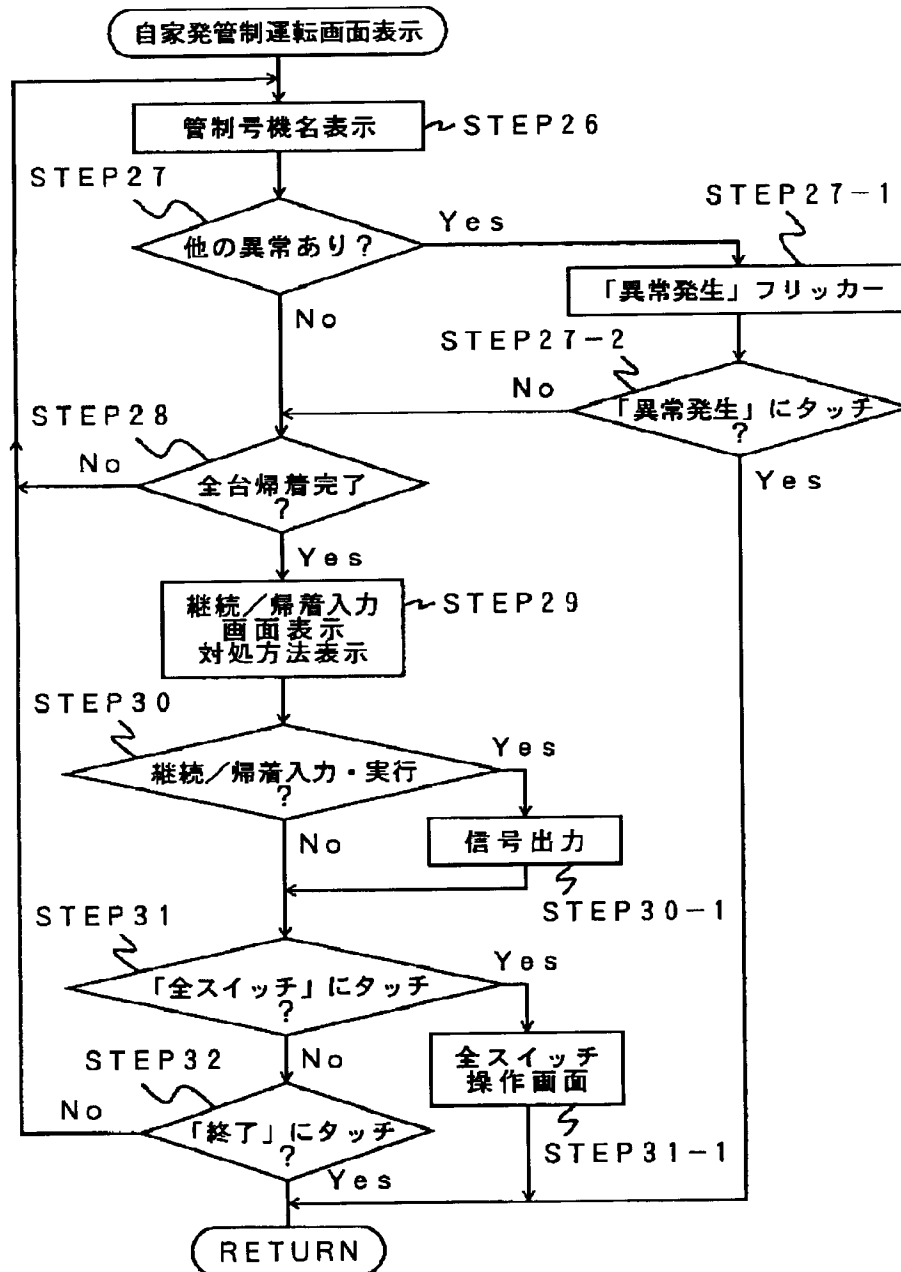 自家発管制運転画面表示
管制号機名表示
STEP26
STEP27
他の異常あり?
Yes
STEP27-1
「異常発生」フリッカー
No
STEP27-2
「異常発生」にタッチ
?
No
Yes
STEP28
全台帰着完了
?
No
Yes
継続/帰着入力
画面表示
対処方法表示
STEP29
STEP30
継続/帰着入力・実行
?
Yes
No
信号出力
STEP30-1
STEP31
「全スイッチ」にタッチ
?
Yes
No
全スイッチ
操作画面
STEP31-1
STEP32
「終了」にタッチ
?
No
Yes
RETURN